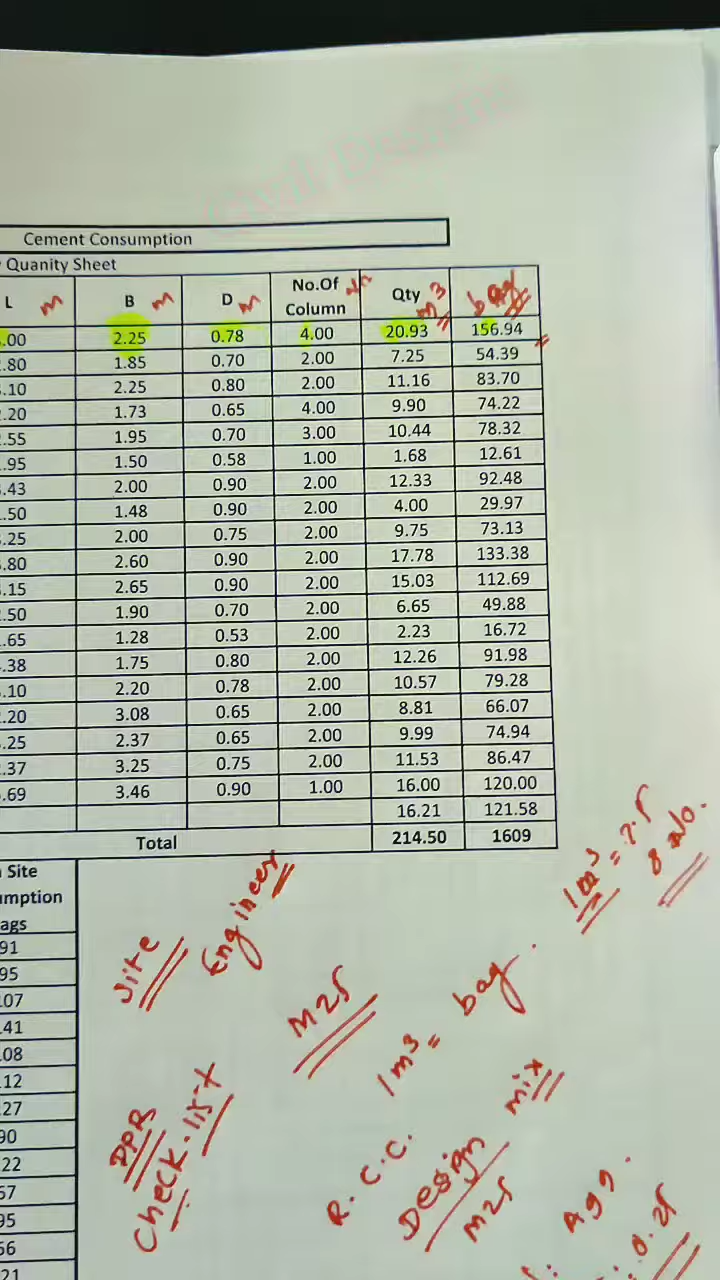 Civil Designs
Cement Consumption
Quanity Sheet
L m B m D m No.Of Column Qty m3 bag
.00 2.25 0.78 4.00 20.93 156.94
.80 1.85 0.70 2.00 7.25 54.39
.10 2.25 0.80 2.00 11.16 83.70
.20 1.73 0.65 4.00 9.90 74.22
.55 1.95 0.70 3.00 10.44 78.32
.95 1.50 0.58 1.00 1.68 12.61
.43 2.00 0.90 2.00 12.33 92.48
.50 1.48 0.90 2.00 4.00 29.97
.25 2.00 0.75 2.00 9.75 73.13
.80 2.60 0.90 2.00 17.78 133.38
.15 2.65 0.90 2.00 15.03 112.69
.50 1.90 0.70 2.00 6.65 49.88
.65 1.28 0.53 2.00 2.23 16.72
.38 1.75 0.80 2.00 12.26 91.98
.10 2.20 0.78 2.00 10.57 79.28
.20 3.08 0.65 2.00 8.81 66.07
.25 2.37 0.65 2.00 9.99 74.94
.37 3.25 0.75 2.00 11.53 86.47
.69 3.46 0.90 1.00 16.00 120.00
16.21 121.58
Total 214.50 1609
Site
umption
ags
91
95
07
41
08
12
27
90
22
67
95
56
21
Site Engineer
M25
1m3 = bag.
1m3 = 7.5
8 No.
DPR
Check.list
R.C.C.
Design mix
M25
Agg.
0.25